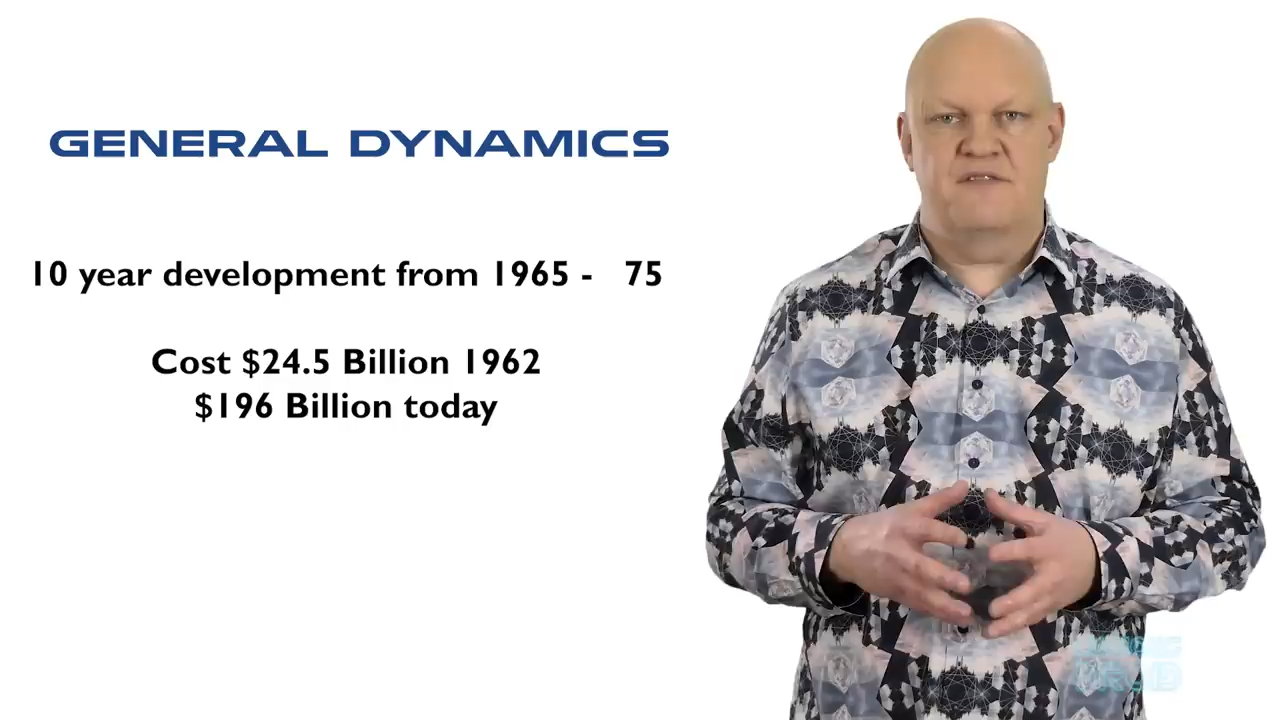 GENERAL DYNAMICS
10 year development from 1965 - 75
Cost $24.5 Billion 1962
$196 Billion today